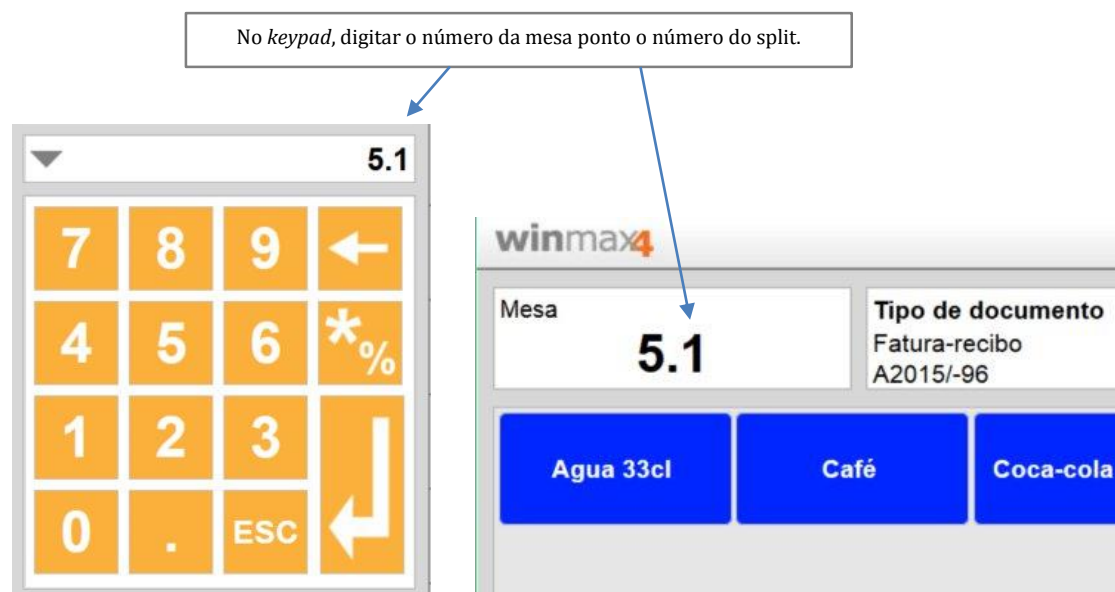 No keypad, digitar o número da mesa ponto o número do split.
5.1
7 8 9
4 5 6 *%
1 2 3
0 . ESC
winmax4
Mesa
5.1
Tipo de documento
Fatura-recibo
A2015/-96
Agua 33cl
Café
Coca-cola